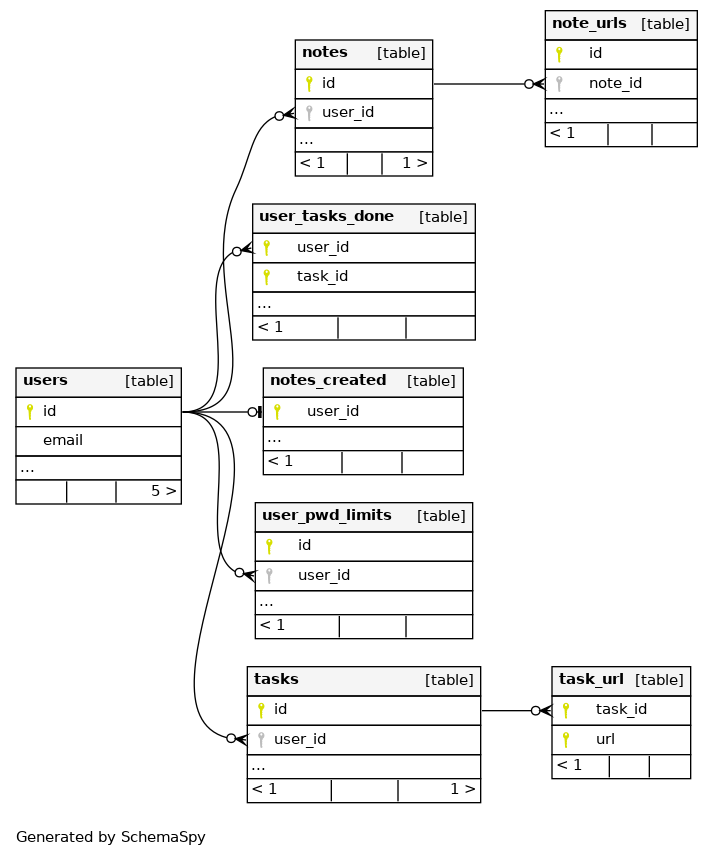 note_urls [table]
id
note_id
...
< 1
notes [table]
id
user_id
...
< 1 1 >
user_tasks_done [table]
user_id
task_id
...
< 1
users [table]
id
email
...
5 >
notes_created [table]
user_id
...
< 1
user_pwd_limits [table]
id
user_id
...
< 1
tasks [table]
id
user_id
...
< 1 1 >
task_url [table]
task_id
url
< 1
Generated by SchemaSpy